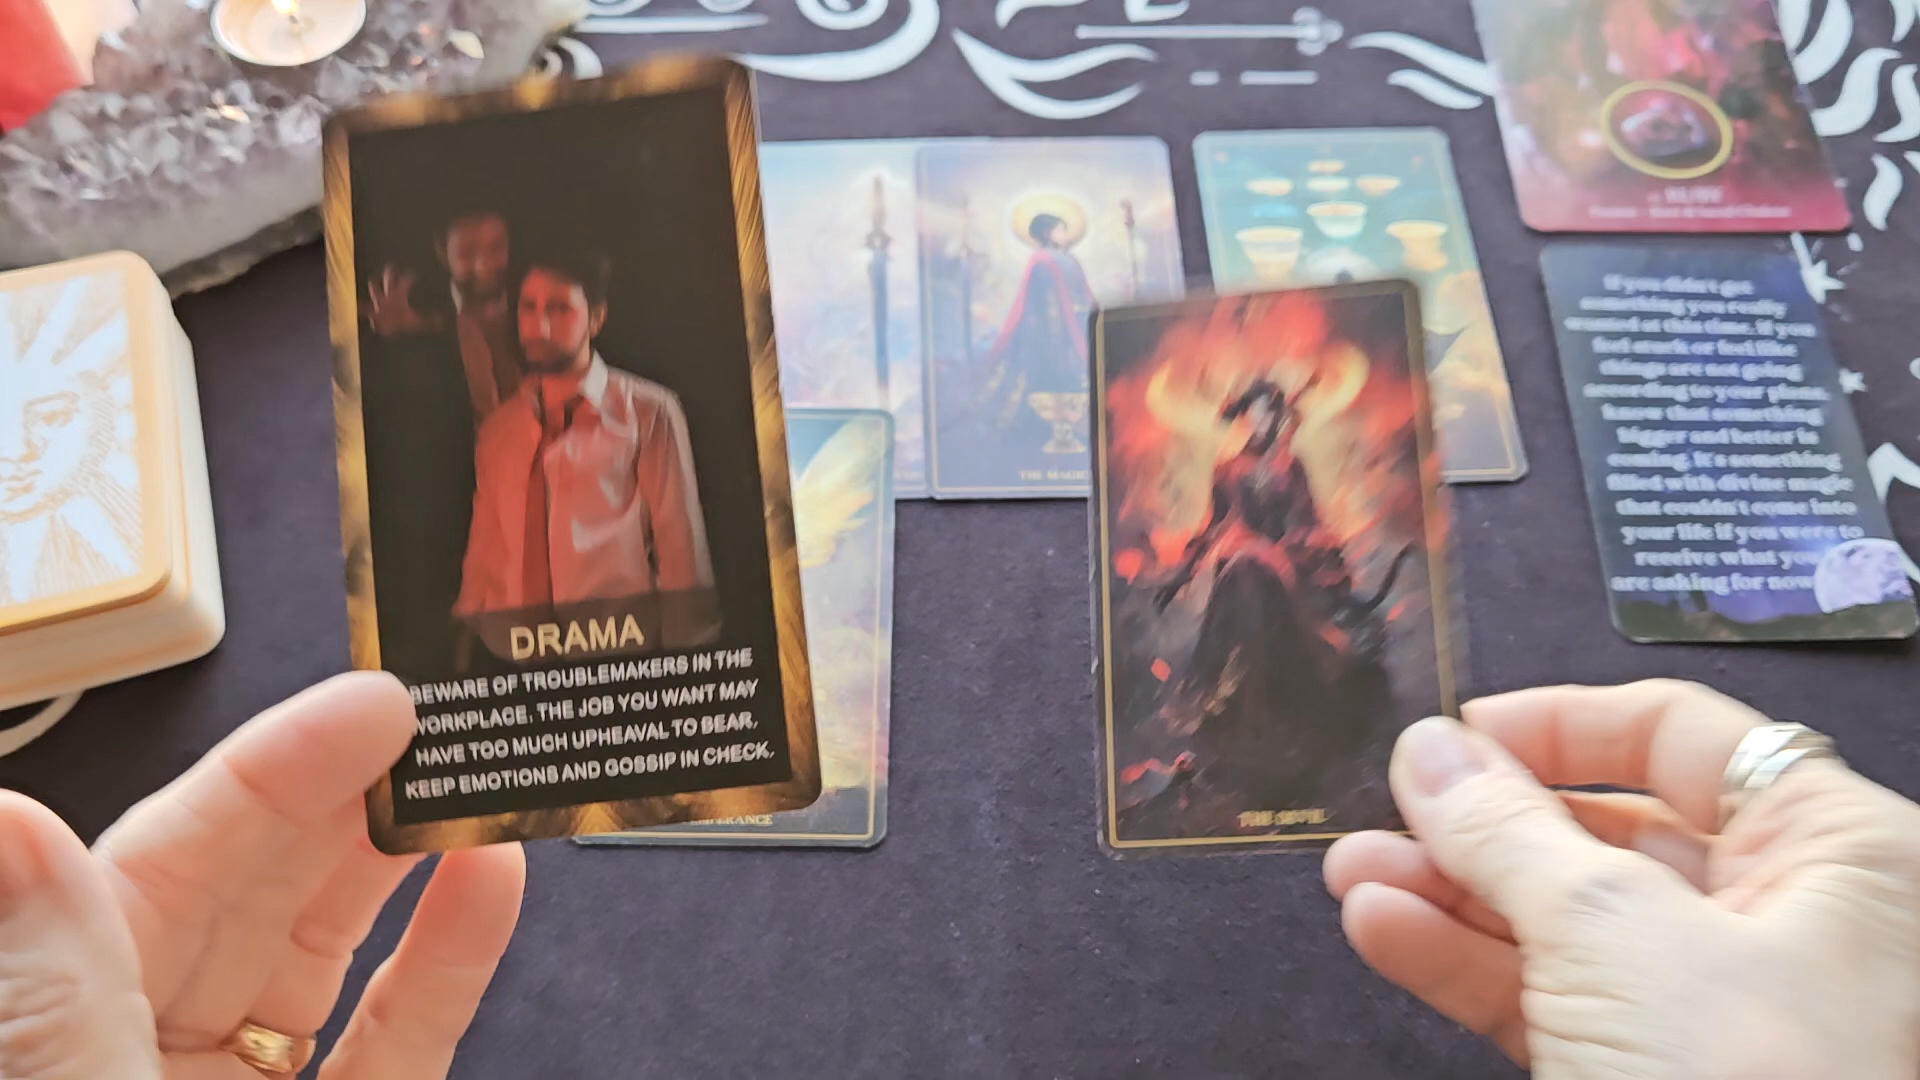 DRAMA
BEWARE OF TROUBLEMAKERS IN THE
WORKPLACE. THE JOB YOU WANT MAY
HAVE TOO MUCH UPHEAVAL TO BEAR.
KEEP EMOTIONS AND GOSSIP IN CHECK.
THE MAGIC
THE DEVIL
RUBY
If you didn't get
something you really
wanted at this time, if you
feel stuck or feel like
things are not going
according to your plans,
know that something
bigger and better is
coming. It's something
filled with divine magic
that couldn't come into
your life if you were to
receive what you
are asking for now